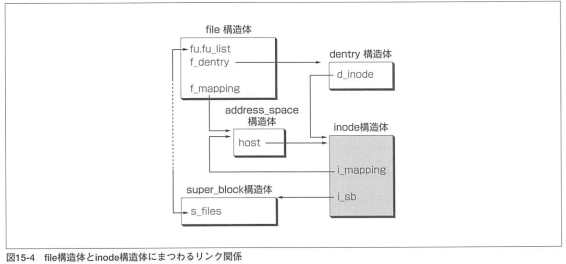 file 構造体
fu.fu_list
f_dentry
f_mapping
dentry 構造体
d_inode
address_space
構造体
host
inode構造体
i_mapping
i_sb
super_block構造体
s_files
図15-4 file構造体とinode構造体にまつわるリンク関係